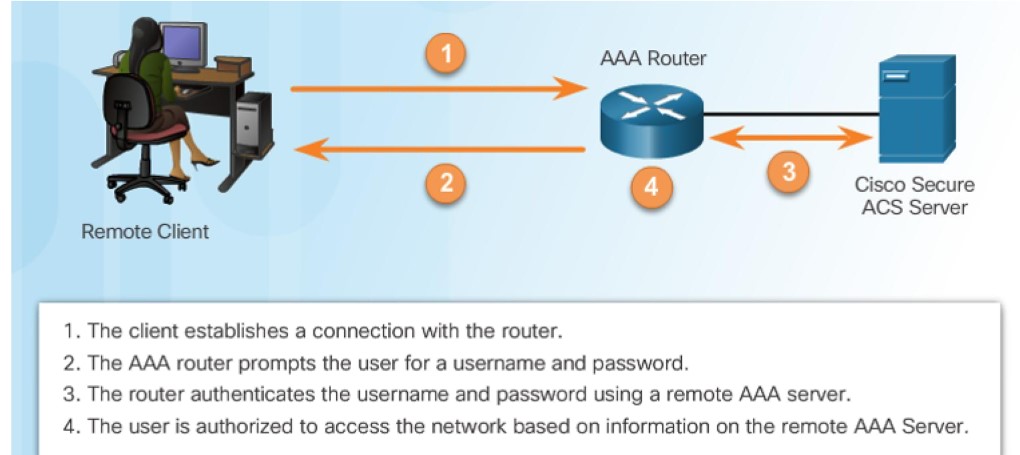 1
AAA Router
2
4
3
Cisco Secure
ACS Server
Remote Client
1. The client establishes a connection with the router.
2. The AAA router prompts the user for a username and password.
3. The router authenticates the username and password using a remote AAA server.
4. The user is authorized to access the network based on information on the remote AAA Server.